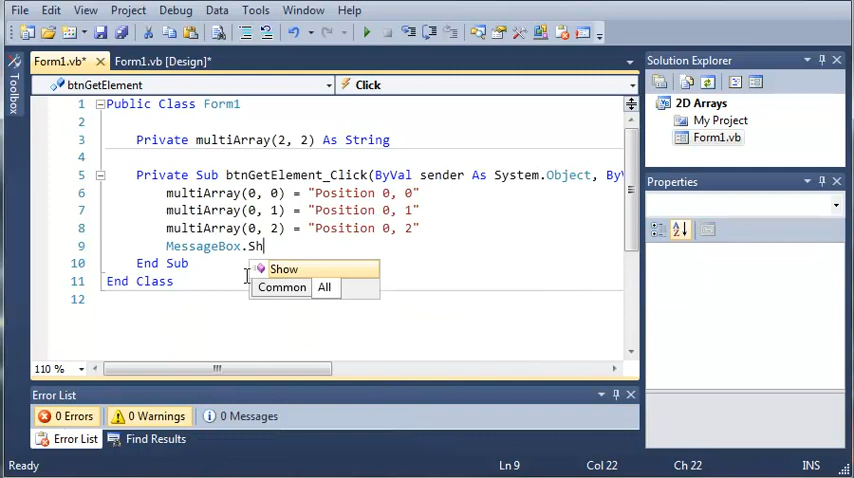 File Edit View Project Debug Data Tools Window Help
Form1.vb* Form1.vb [Design]*
Solution Explorer
btnGetElement Click
Toolbox
1 Public Class Form1
2
3 Private multiArray(2, 2) As String
4
5 Private Sub btnGetElement_Click(ByVal sender As System.Object, ByV
6 multiArray(0, 0) = "Position 0, 0"
7 multiArray(0, 1) = "Position 0, 1"
8 multiArray(0, 2) = "Position 0, 2"
9 MessageBox.Sh
10 End Sub
11 End Class
12
Show
Common All
2D Arrays
My Project
Form1.vb
Properties
110 %
Error List
0 Errors 0 Warnings 0 Messages
Error List Find Results
Ready Ln 9 Col 22 Ch 22 INS